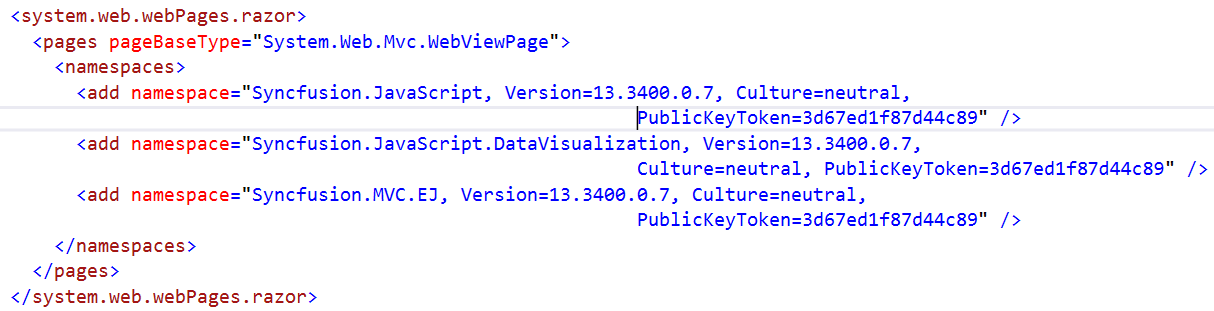 <system.web.webPages.razor>
<pages pageBaseType="System.Web.Mvc.WebViewPage">
<namespaces>
<add namespace="Syncfusion.JavaScript, Version=13.3400.0.7, Culture=neutral,
PublicKeyToken=3d67ed1f87d44c89" />
<add namespace="Syncfusion.JavaScript.DataVisualization, Version=13.3400.0.7,
Culture=neutral, PublicKeyToken=3d67ed1f87d44c89" />
<add namespace="Syncfusion.MVC.EJ, Version=13.3400.0.7, Culture=neutral,
PublicKeyToken=3d67ed1f87d44c89" />
</namespaces>
</pages>
</system.web.webPages.razor>